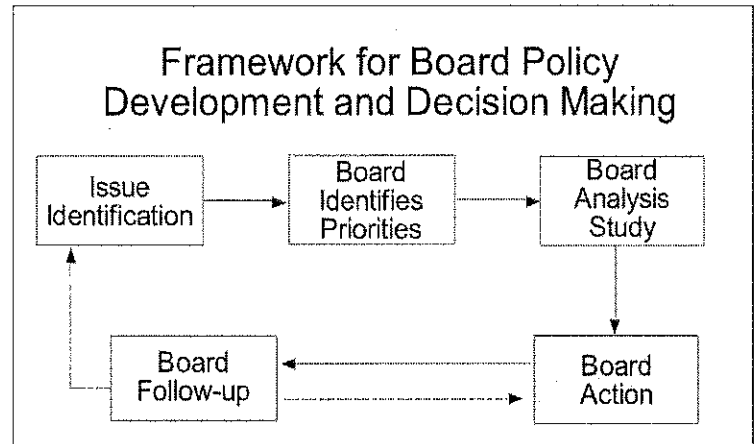 Framework for Board Policy
Development and Decision Making
Issue
Identification
Board
Identifies
Priorities
Board
Analysis
Study
Board
Follow-up
Board
Action